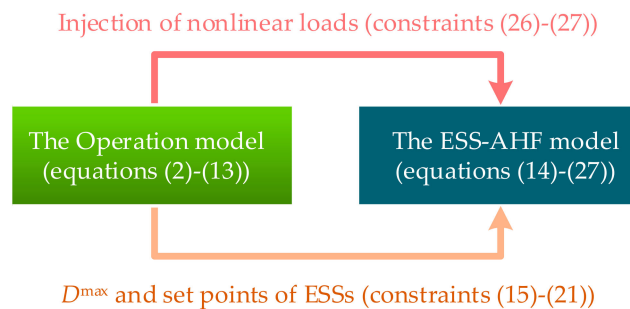 Injection of nonlinear loads (constraints (26)-(27))
The Operation model
(equations (2)-(13))
The ESS-AHF model
(equations (14)-(27))
Dmax and set points of ESSs (constraints (15)-(21))